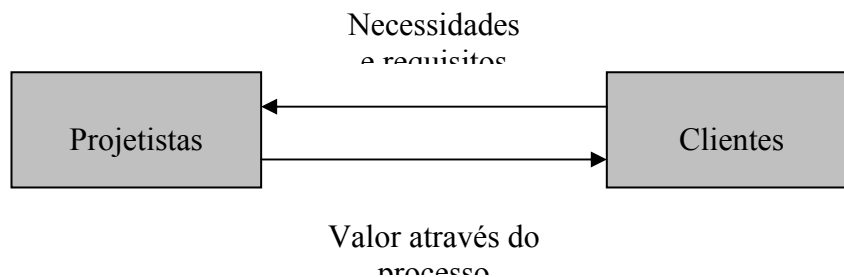 Necessidades
e requisitos
Projetistas
Clientes
Valor através do
processo